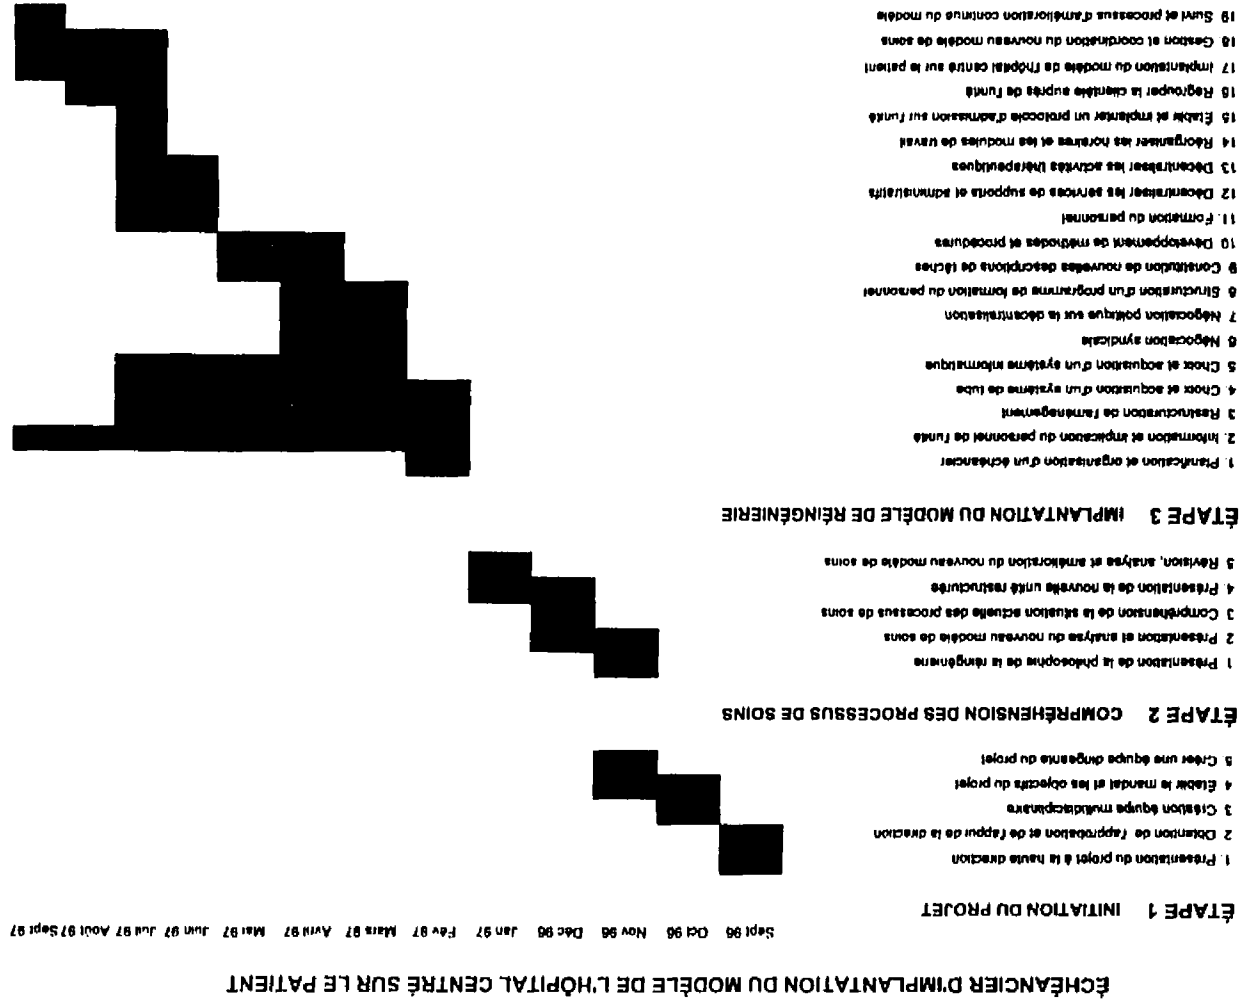 ÉCHÉANCIER D'IMPLANTATION DU MODÈLE DE L'HÔPITAL CENTRÉ SUR LE PATIENT
Sept 96 Oct 96 Nov 96 Déc 96 Jan 97 Fév 97 Mars 97 Avril 97 Mai 97 Juin 97 Juil 97 Août 97 Sept 97
ÉTAPE 1 INITIATION DU PROJET
1. Présentation du projet à la haute direction
2 Obtention de l'approbation et de l'appui de la direction
3 Création équipe multidisciplinaire
4 Établir le mandat et les objectifs du projet
5 Créer une équipe dirigeante du projet
ÉTAPE 2 COMPRÉHENSION DES PROCESSUS DE SOINS
1 Présentation de la philosophie de la réingénierie
2 Présentation et analyse du nouveau modèle de soins
3 Compréhension de la situation actuelle des processus de soins
4. Présentation de la nouvelle unité restructurée
5 Révision, analyse et amélioration du nouveau modèle de soins
ÉTAPE 3 IMPLANTATION DU MODÈLE DE RÉINGÉNIERIE
1. Planification et organisation d'un échéancier
2. Information et implication du personnel de l'unité
3 Restructuration de l'aménagement
4. Choix et acquisition d'un système de tube
5 Choix et acquisition d'un système informatique
6 Négociation syndicale
7 Négociation politique sur la décentralisation
8 Structuration d'un programme de formation du personnel
9 Constitution de nouvelles descriptions de tâches
10 Développement de méthodes et procédures
11. Formation du personnel
12 Décentraliser les services de supports et administratifs
13 Décentraliser les activités thérapeutiques
14 Réorganiser les horaires et les modules de travail
15 Établir et implanter un protocole d'admission sur l'unité
16 Regrouper la clientèle auprès de l'unité
17 Implantation du modèle de l'hôpital centré sur le patient
18 Gestion et coordination du nouveau modèle de soins
19 Suivi et processus d'amélioration continue du modèle